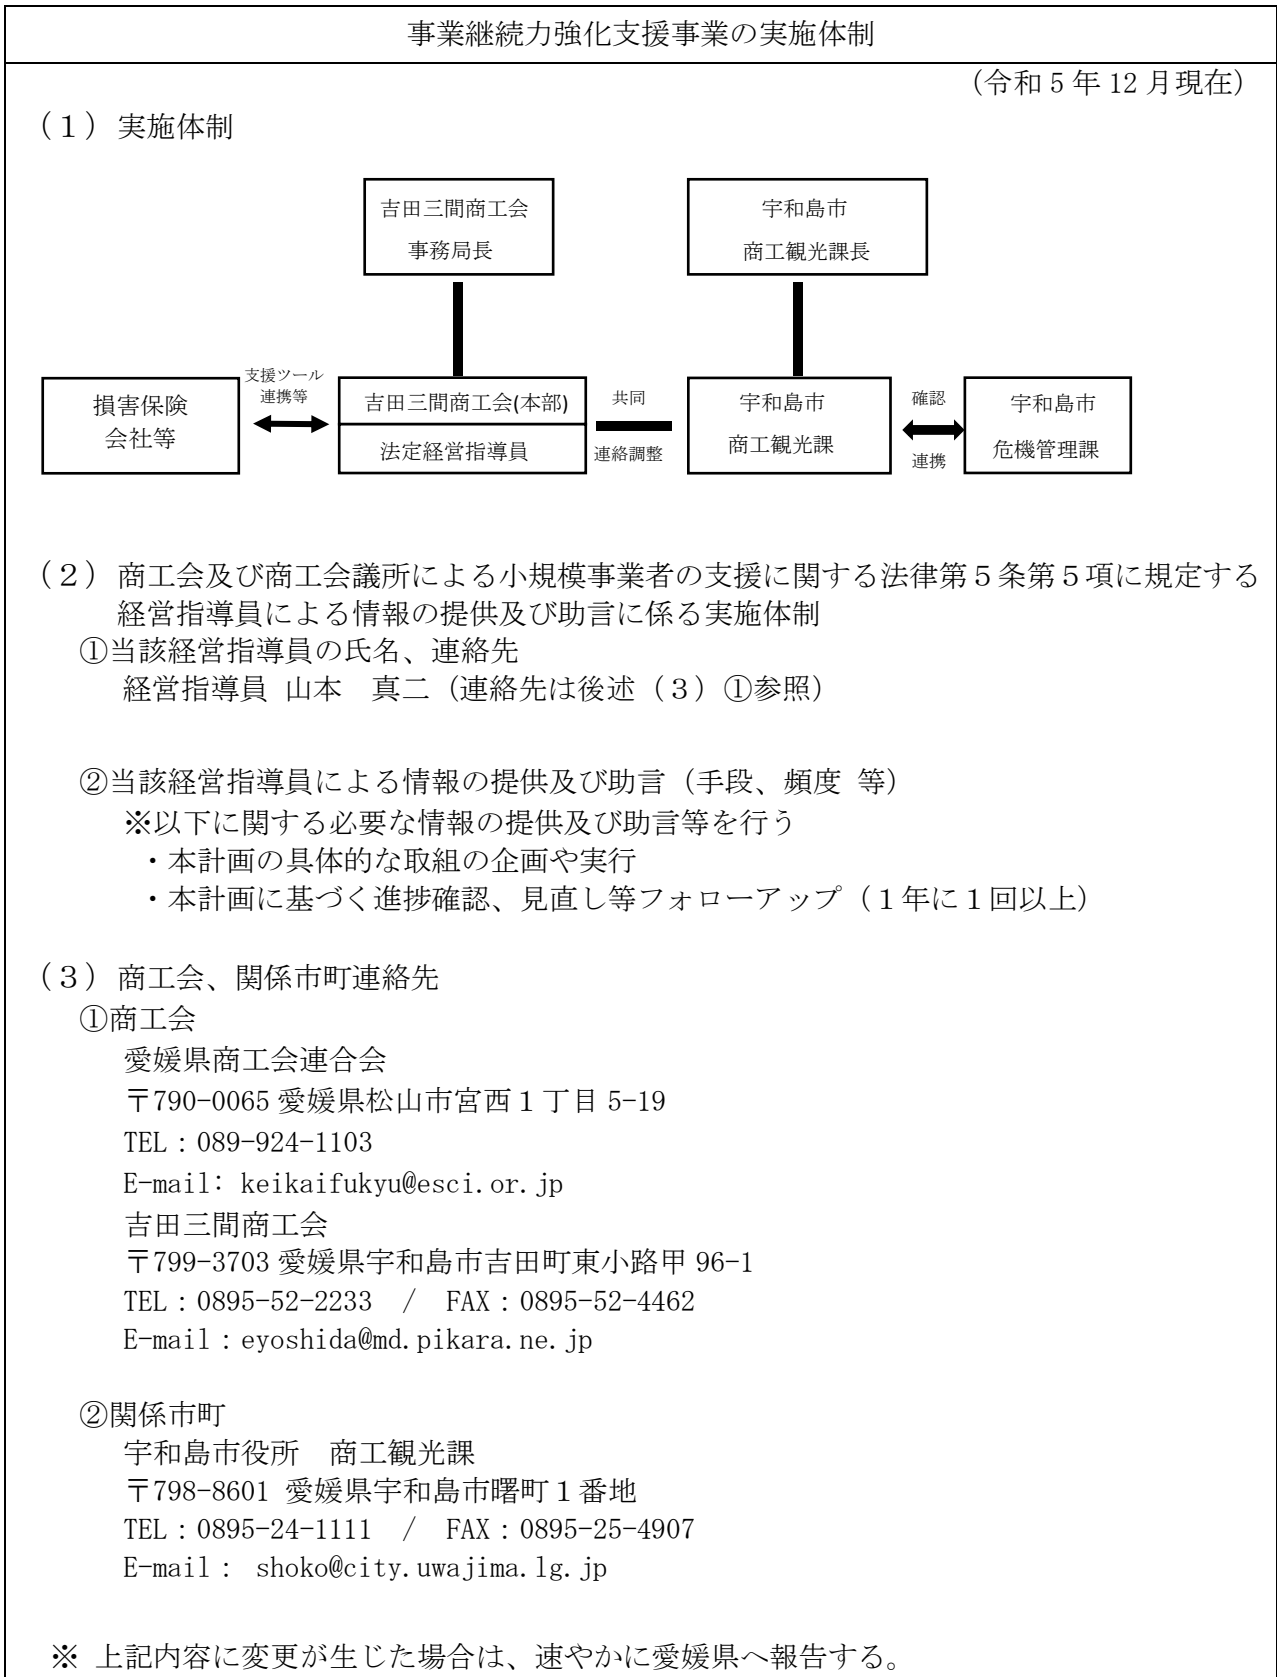 事業継続力強化支援事業の実施体制
（令和5年12月現在）
（１）実施体制
吉田三間商工会
事務局長
宇和島市
商工観光課長
損害保険
会社等
支援ツール
連携等
吉田三間商工会(本部)
法定経営指導員
共同
連絡調整
宇和島市
商工観光課
確認
連携
宇和島市
危機管理課
（２）商工会及び商工会議所による小規模事業者の支援に関する法律第５条第５項に規定する
経営指導員による情報の提供及び助言に係る実施体制
①当該経営指導員の氏名、連絡先
経営指導員 山本　真二（連絡先は後述（３）①参照）
②当該経営指導員による情報の提供及び助言（手段、頻度 等）
※以下に関する必要な情報の提供及び助言等を行う
・本計画の具体的な取組の企画や実行
・本計画に基づく進捗確認、見直し等フォローアップ（１年に１回以上）
（３）商工会、関係市町連絡先
①商工会
愛媛県商工会連合会
〒790-0065 愛媛県松山市宮西１丁目 5-19
TEL：089-924-1103
E-mail: keikaifukyu@esci.or.jp
吉田三間商工会
〒799-3703 愛媛県宇和島市吉田町東小路甲 96-1
TEL：0895-52-2233　/　FAX：0895-52-4462
E-mail：eyoshida@md.pikara.ne.jp
②関係市町
宇和島市役所　商工観光課
〒798-8601 愛媛県宇和島市曙町１番地
TEL：0895-24-1111　/　FAX：0895-25-4907
E-mail： shoko@city.uwajima.lg.jp
※ 上記内容に変更が生じた場合は、速やかに愛媛県へ報告する。